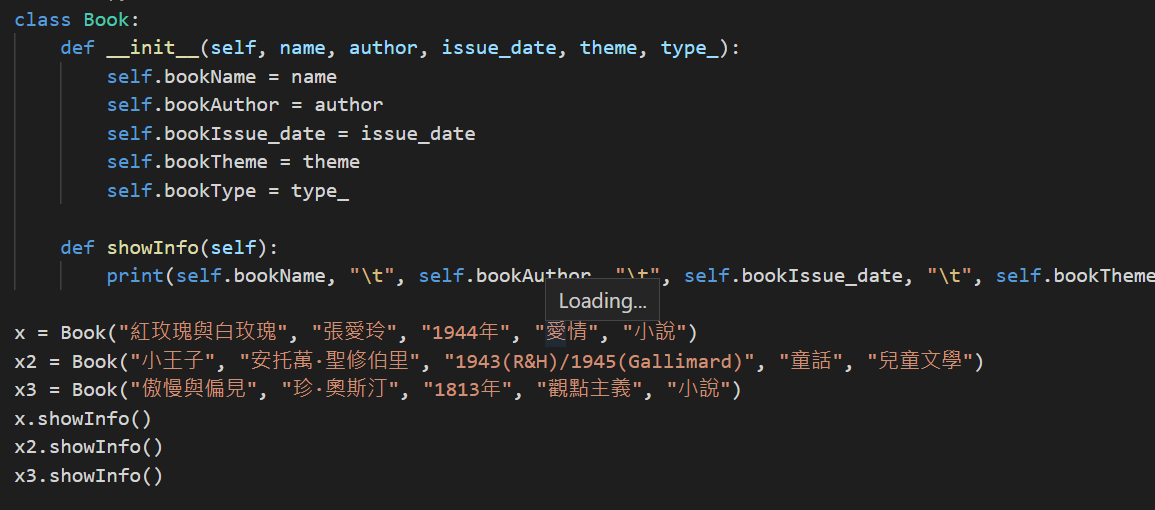 class Book:
    def __init__(self, name, author, issue_date, theme, type_):
        self.bookName = name
        self.bookAuthor = author
        self.bookIssue_date = issue_date
        self.bookTheme = theme
        self.bookType = type_
    def showInfo(self):
        print(self.bookName, "\t", self.bookAuthor, "\t", self.bookIssue_date, "\t", self.bookTheme
Loading...
x = Book("紅玫瑰與白玫瑰", "張愛玲", "1944年", "愛情", "小說")
x2 = Book("小王子", "安托萬·聖修伯里", "1943(R&H)/1945(Gallimard)", "童話", "兒童文學")
x3 = Book("傲慢與偏見", "珍·奧斯汀", "1813年", "觀點主義", "小說")
x.showInfo()
x2.showInfo()
x3.showInfo()